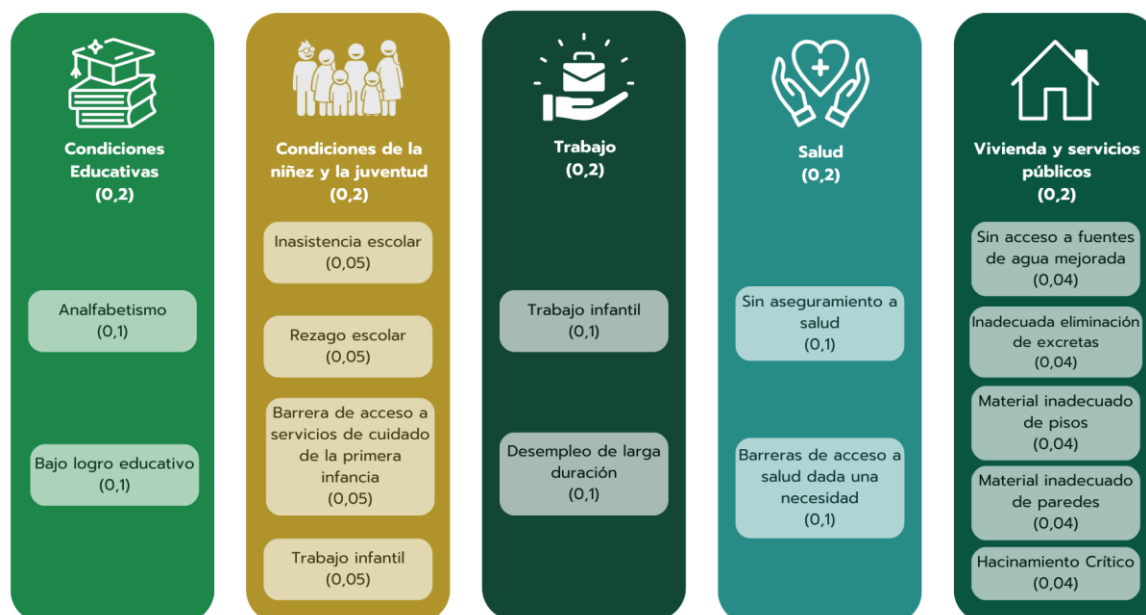 Condiciones
Educativas
(0,2)
Analfabetismo
(0,1)
Bajo logro educativo
(0,1)
Condiciones de la
niñez y la juventud
(0,2)
Inasistencia escolar
(0,05)
Rezago escolar
(0,05)
Barrera de acceso a
servicios de cuidado
de la primera
infancia
(0,05)
Trabajo infantil
(0,05)
Trabajo
(0,2)
Trabajo infantil
(0,1)
Desempleo de larga
duración
(0,1)
Salud
(0,2)
Sin aseguramiento a
salud
(0,1)
Barreras de acceso a
salud dada una
necesidad
(0,1)
Vivienda y servicios
públicos
(0,2)
Sin acceso a fuentes
de agua mejorada
(0,04)
Inadecuada eliminación
de excretas
(0,04)
Material inadecuado
de pisos
(0,04)
Material inadecuado
de paredes
(0,04)
Hacinamiento Crítico
(0,04)